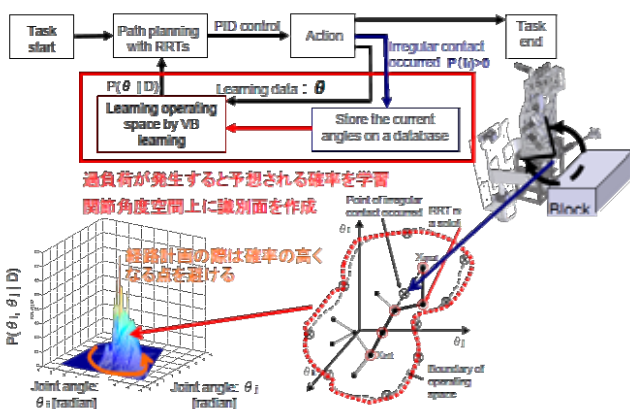 Task
start
Path planning
with RRTs
PID control
Action
Task
end
Irregular contact
occurred
P(θ | D)
Learning data : θ
Learning operating
space by VB
learning
Store the current
angles on a database
過負荷が発生すると予想される確率を学習
関節角度空間上に識別面を作成
Block
Point of irregular
contact occurred
RRT is
経路計画の際は確率の高く
なる点を避ける
P(θi, θj | D)
Joint angle:
[radian]
Joint angle: θj
[radian]
θj
Boundary of
operating
space